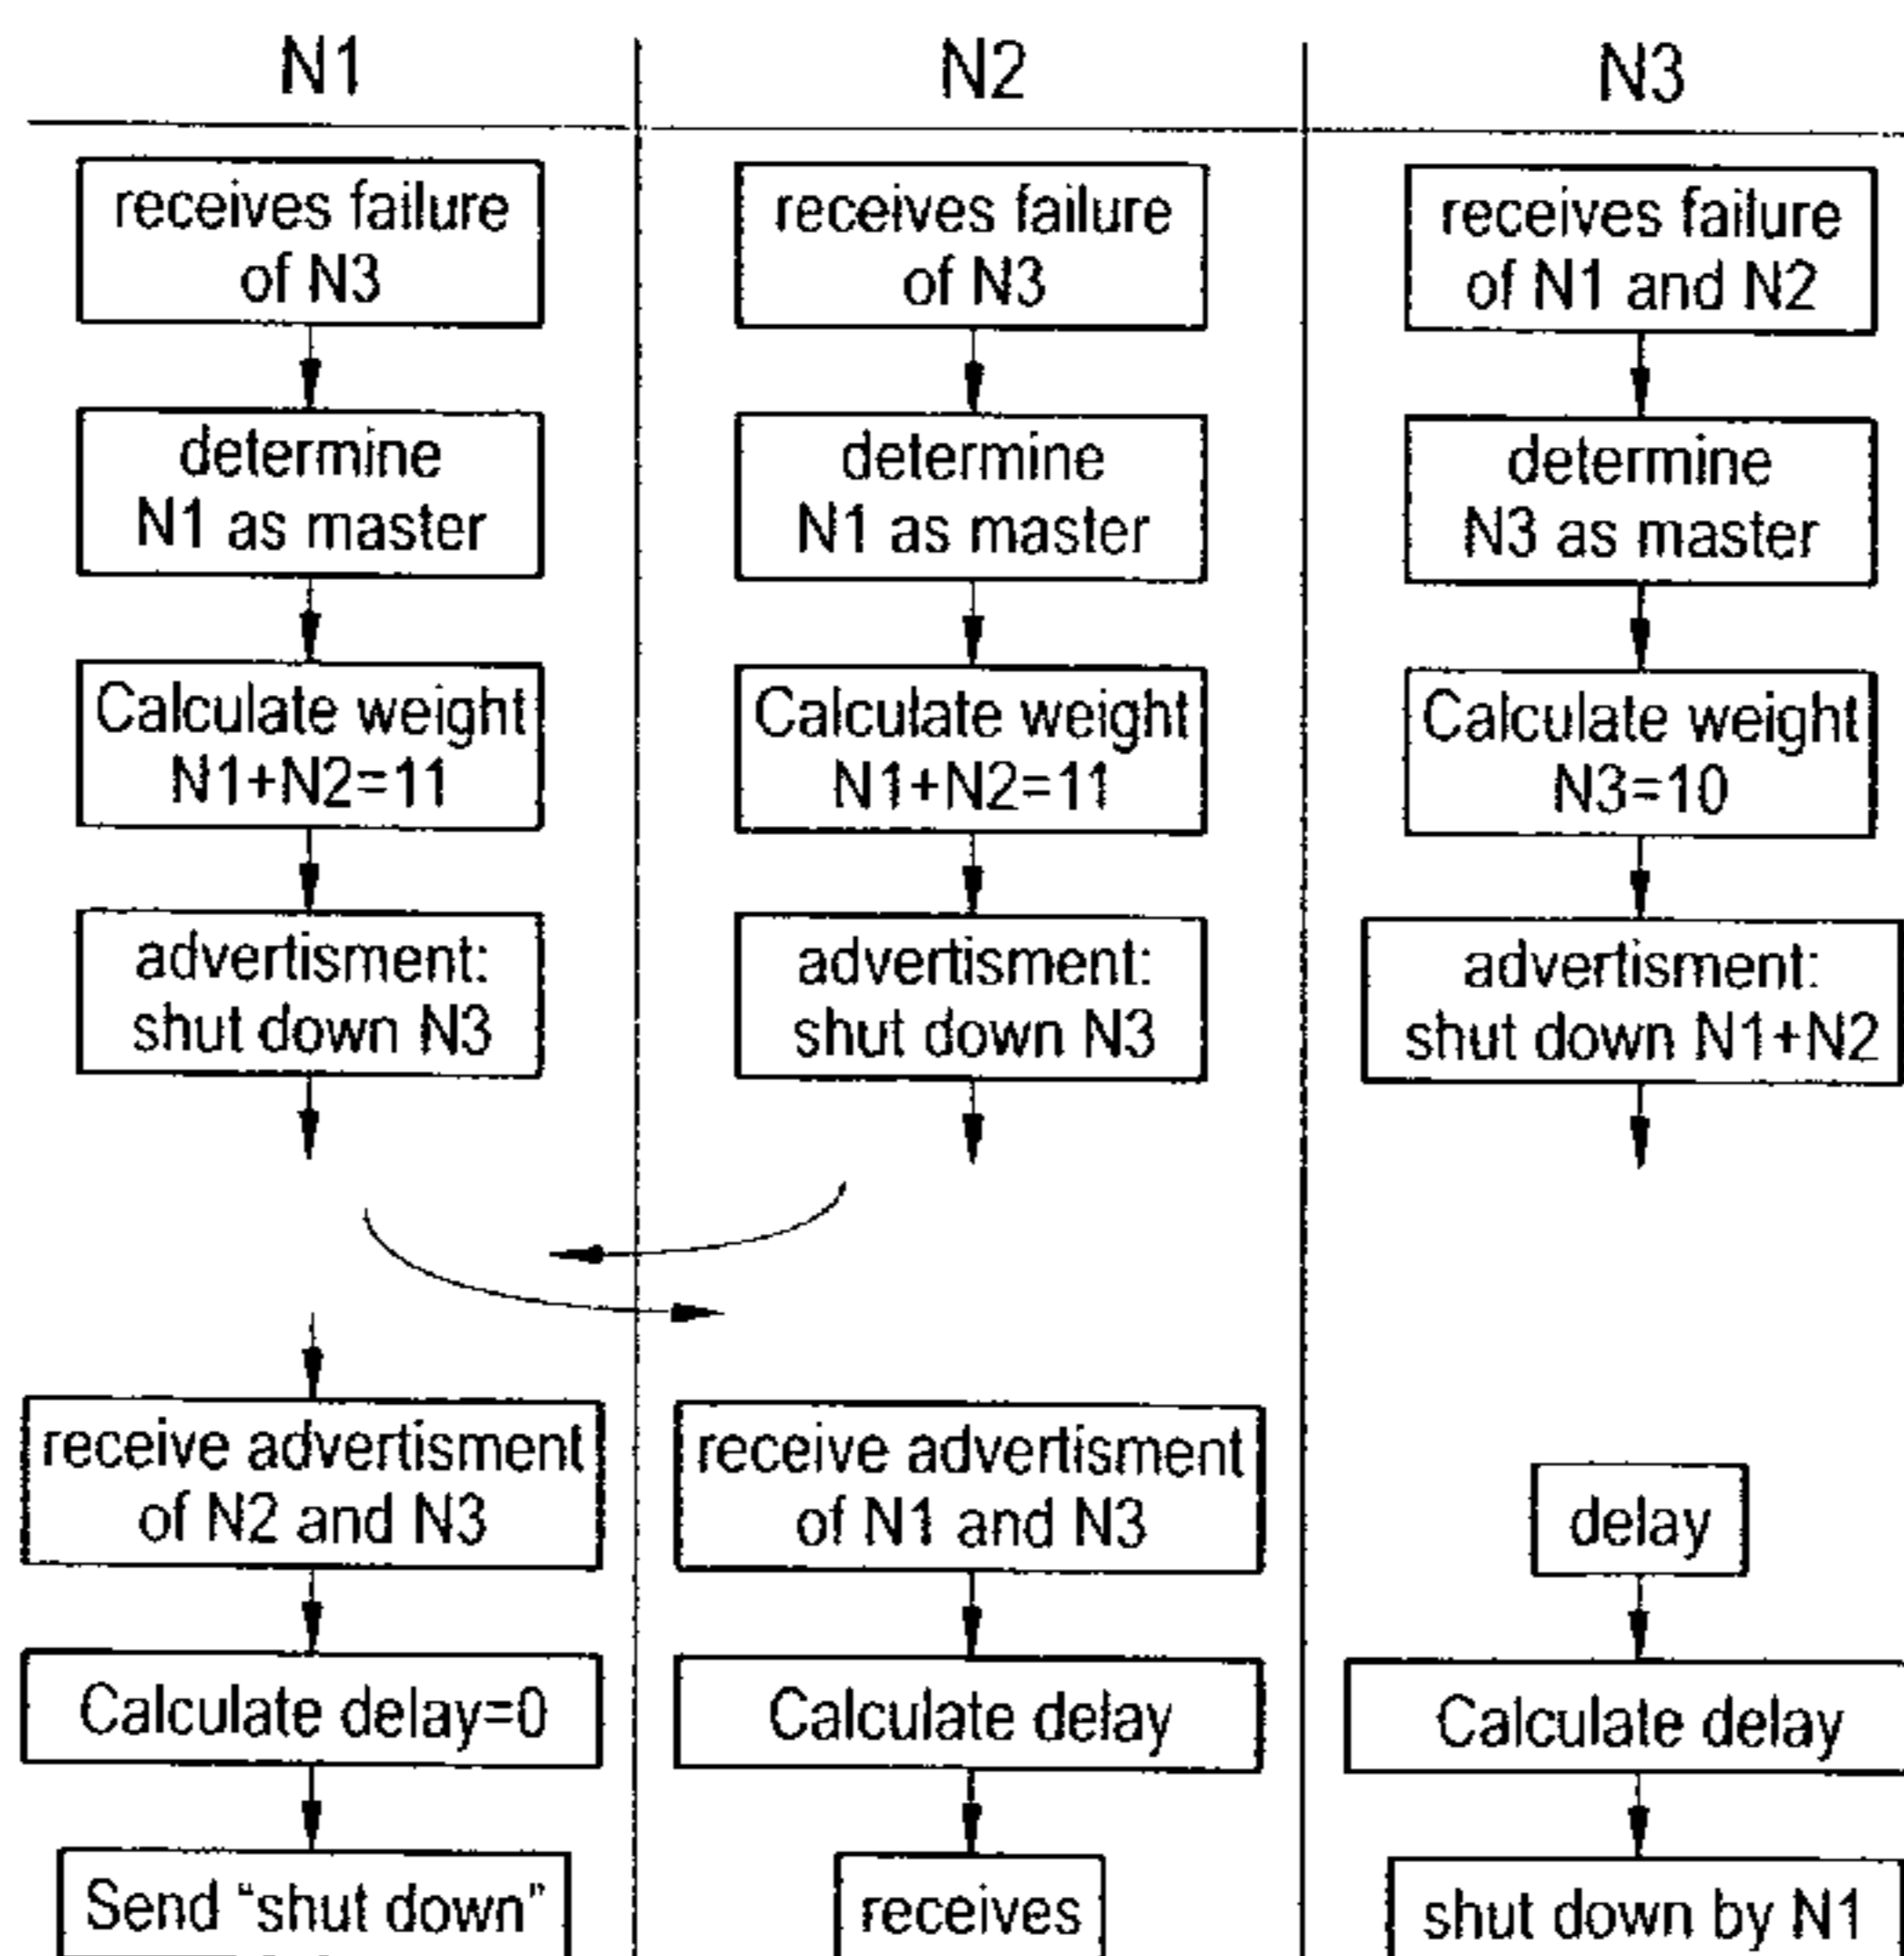 N1
N2
N3
receives failure
of N3
receives failure
of N3
receives failure
of N1 and N2
determine
N1 as master
determine
N1 as master
determine
N3 as master
Calculate weight
N1+N2=11
Calculate weight
N1+N2=11
Calculate weight
N3=10
advertisment:
shut down N3
advertisment:
shut down N3
advertisment:
shut down N1+N2
receive advertisment
of N2 and N3
receive advertisment
of N1 and N3
delay
Calculate delay=0
Calculate delay
Calculate delay
Send "shut down"
receives
shut down by N1